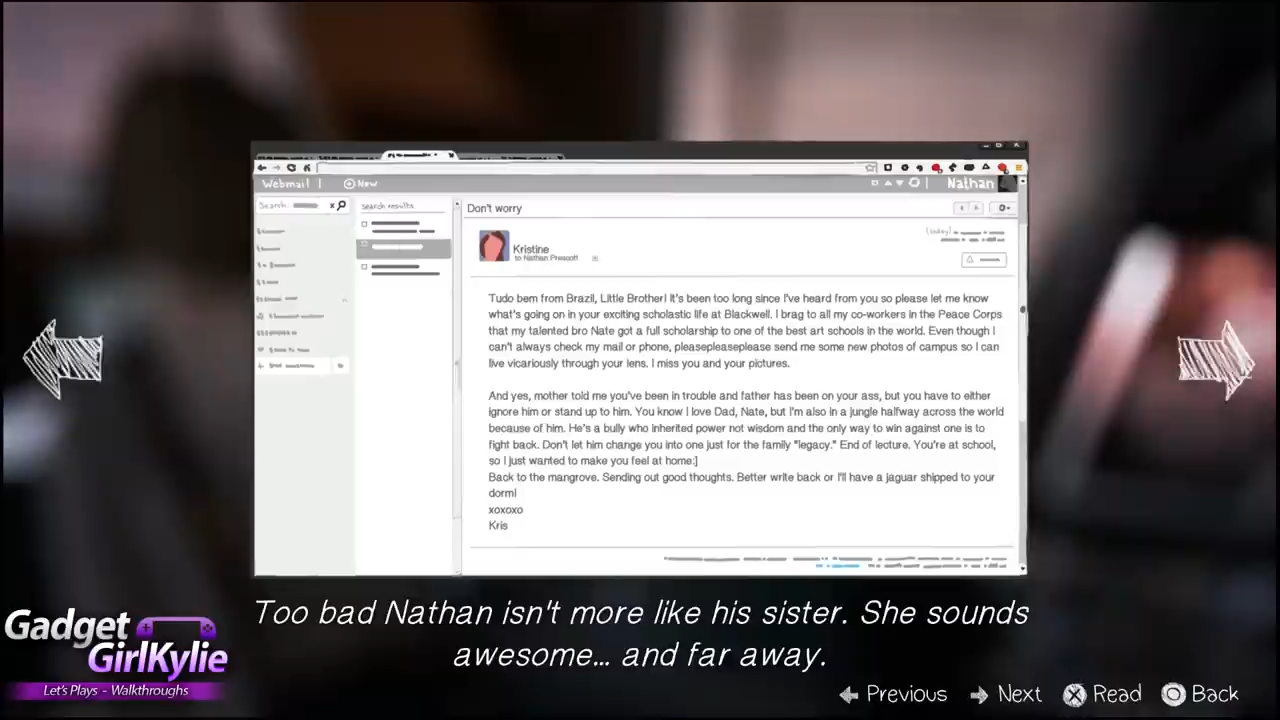 Webmail | New
Nathan
Search:
search results
Don't worry
Kristine
to Nathan Prescott
(today)
Tudo bem from Brazil, Little Brother! It's been too long since I've heard from you so please let me know
what's going on in your exciting scholastic life at Blackwell. I brag to all my co-workers in the Peace Corps
that my talented bro Nate got a full scholarship to one of the best art schools in the world. Even though I
can't always check my mail or phone, pleasepleaseplease send me some new photos of campus so I can
live vicariously through your lens. I miss you and your pictures.
And yes, mother told me you've been in trouble and father has been on your ass, but you have to either
ignore him or stand up to him. You know I love Dad, Nate, but I'm also in a jungle halfway across the world
because of him. He's a bully who inherited power not wisdom and the only way to win against one is to
fight back. Don't let him change you into one just for the family "legacy." End of lecture. You're at school,
so I just wanted to make you feel at home:]
Back to the mangrove. Sending out good thoughts. Better write back or I'll have a jaguar shipped to your
dorm!
xoxoxo
Kris
Too bad Nathan isn't more like his sister. She sounds
awesome... and far away.
Gadget
GirlKylie
Let's Plays - Walkthroughs
Previous Next Read Back